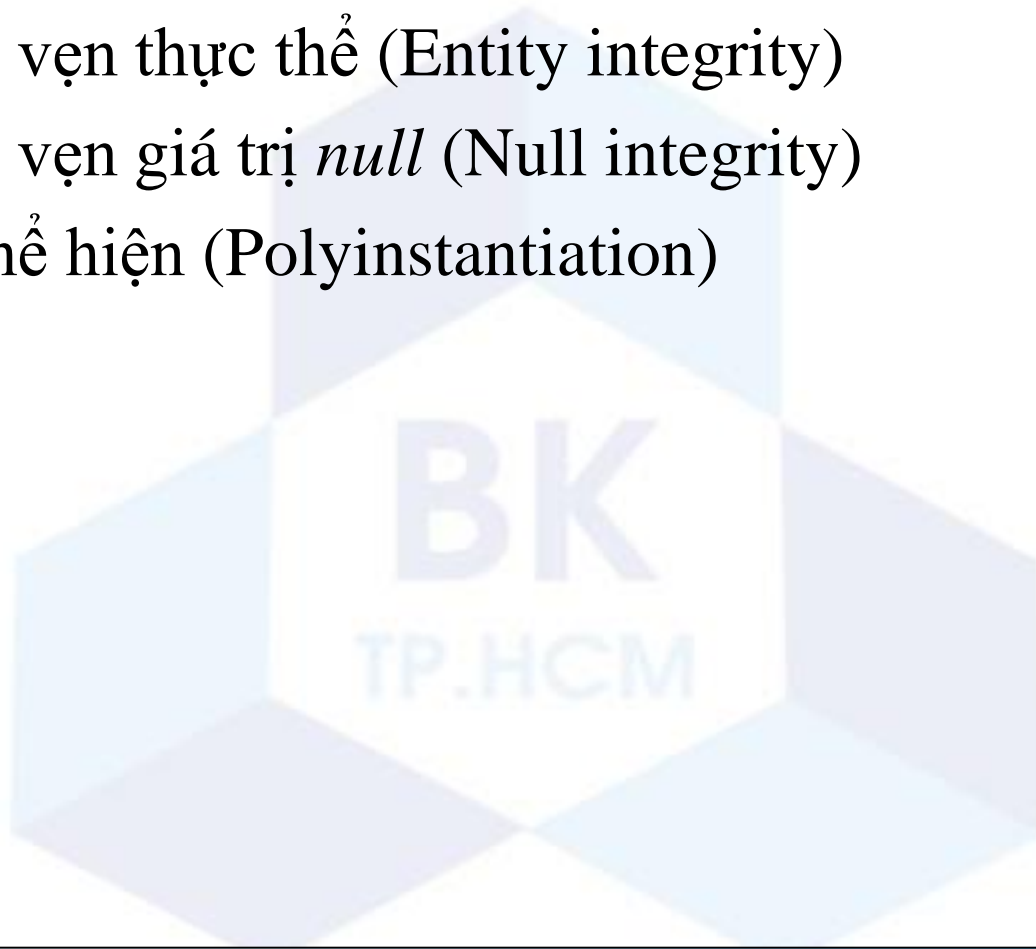 vẹn thực thể (Entity integrity)
vẹn giá trị null (Null integrity)
hể hiện (Polyinstantiation)
BK
TP.HCM